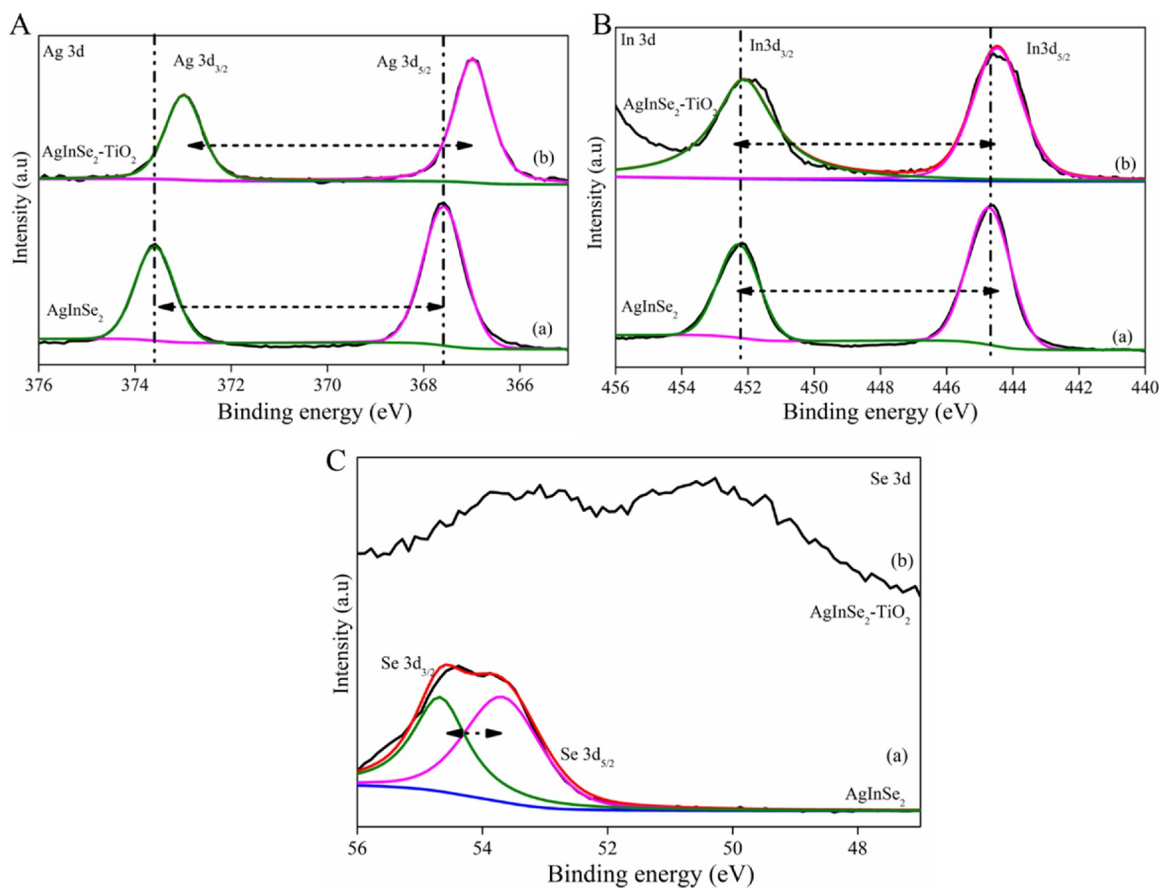 A
Ag 3d
Ag 3d3/2
Ag 3d5/2
AgInSe2-TiO2
(b)
AgInSe2
(a)
Intensity (a.u)
376 374 372 370 368 366
Binding energy (eV)
B
In 3d
In3d3/2
In3d5/2
AgInSe2-TiO2
(b)
AgInSe2
(a)
Intensity (a.u)
456 454 452 450 448 446 444 442 440
Binding energy (eV)
C
Se 3d
(b)
AgInSe2-TiO2
Se 3d3/2
Se 3d5/2
(a)
AgInSe2
Intensity (a.u)
56 54 52 50 48
Binding energy (eV)